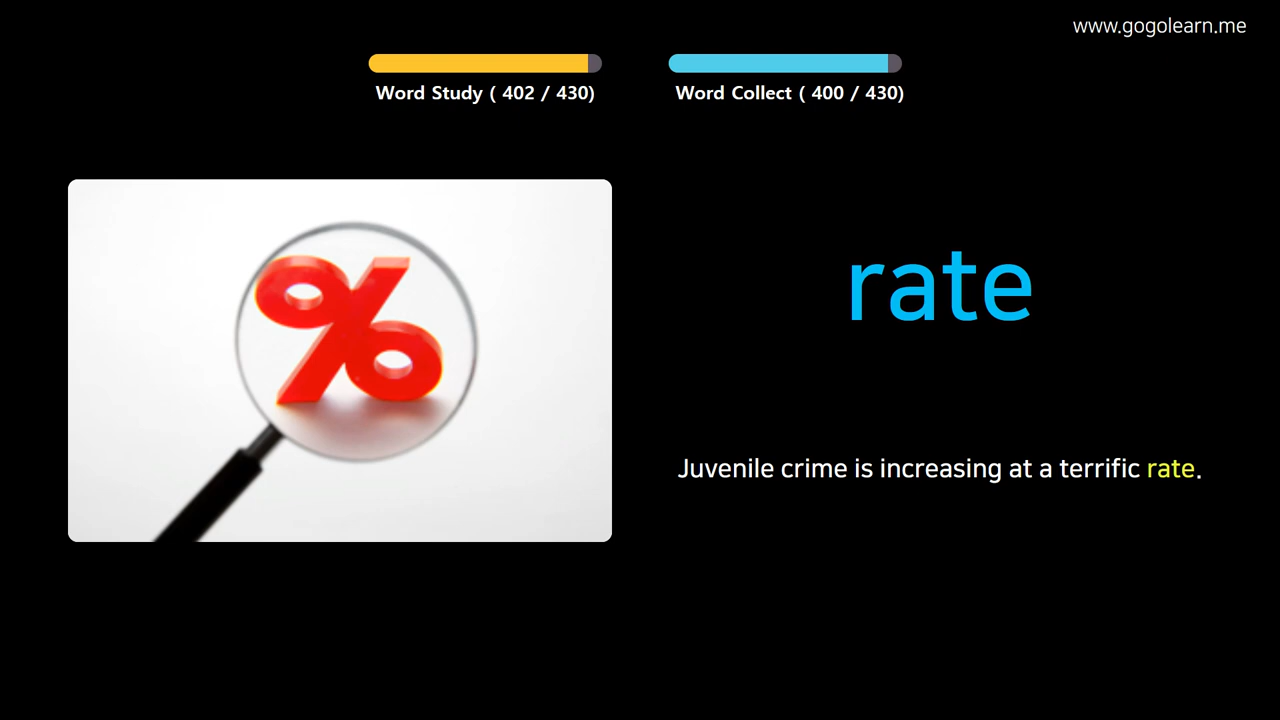 www.gogolearn.me
Word Study ( 402 / 430)
Word Collect ( 400 / 430)
%
rate
Juvenile crime is increasing at a terrific rate.